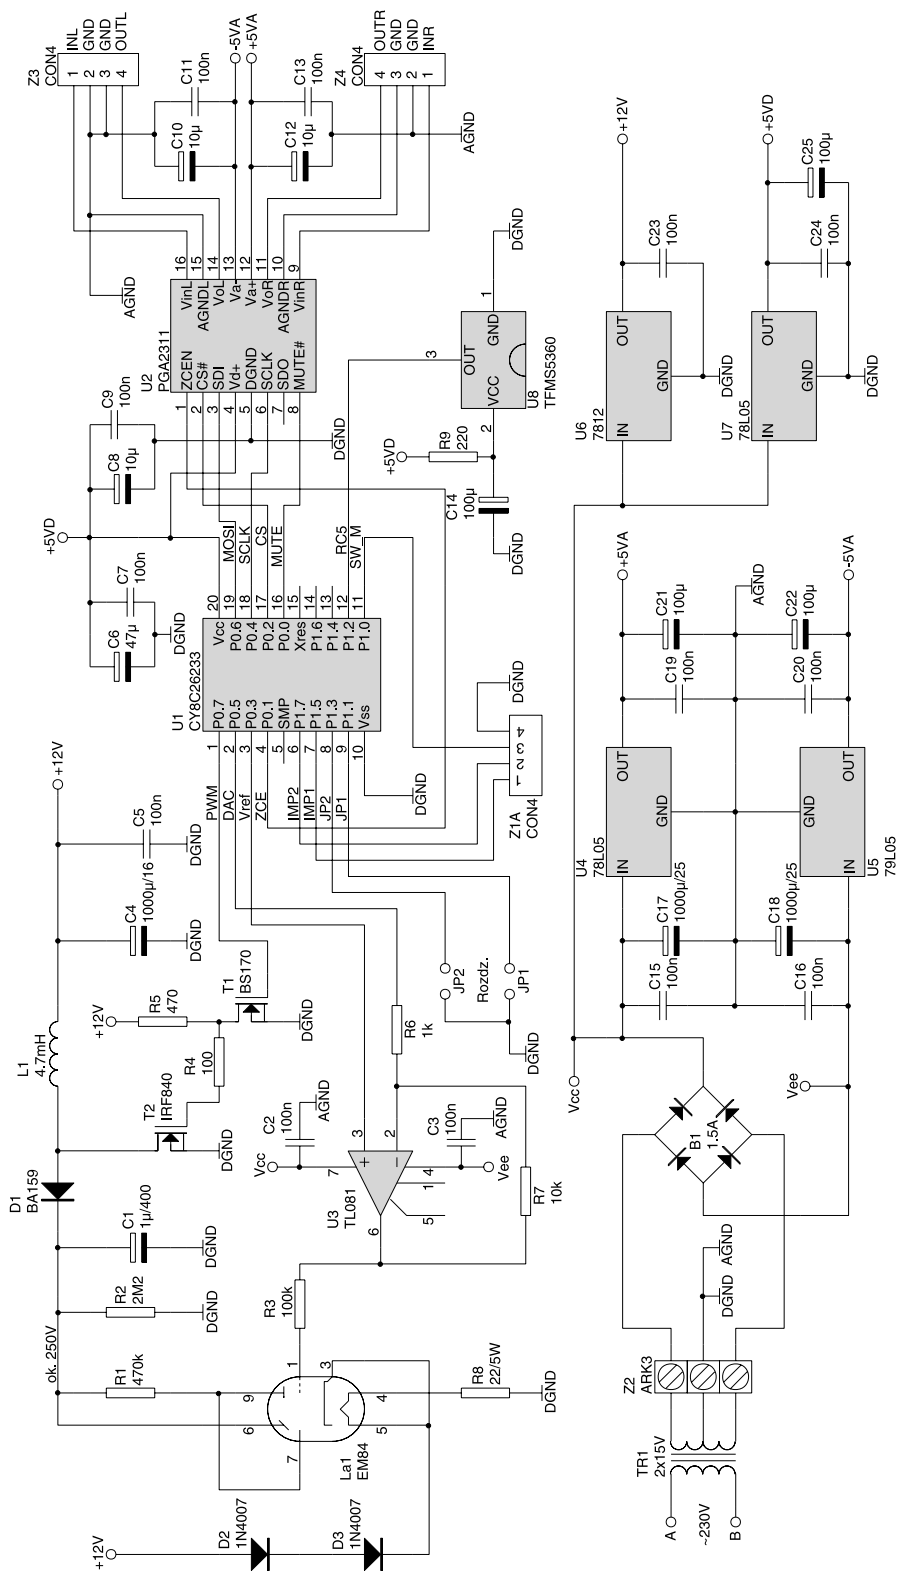 Z3
CON4
INL
GND
GND
OUTL
1
2
3
4
C11
100n
C10
10µ
-5VA
+5VA
C13
100n
C12
10µ
Z4
CON4
OUTR
GND
GND
INR
4
3
2
1
AGND
AGND
U2
PGA2311
16
15
14
13
12
11
10
9
VinL
AGNDL
VoL
Va-
Va+
VoR
AGNDR
VinR
ZCEN
CS#
SDI
Vd+
DGND
SCLK
SDO
MUTE#
1
2
3
4
5
6
7
8
C9
100n
C8
10µ
DGND
+5VD
C7
100n
C6
47µ
DGND
MOSI
SCLK
CS
MUTE
RC5
SW_M
U8
TFMS5360
OUT
GND
VCC
3
1
2
DGND
R9
220
+5VD
C14
100µ
DGND
U1
CY8C26233
20
19
18
17
16
15
14
13
12
11
Vcc
P0.6
P0.4
P0.2
P0.0
Xres
P1.6
P1.4
P1.2
P1.0
P0.7
P0.5
P0.3
P0.1
SMP
P1.7
P1.5
P1.3
P1.1
Vss
1
2
3
4
5
6
7
8
9
10
PWM
DAC
Vref
ZCE
IMP2
IMP1
JP2
JP1
DGND
Z1A
CON4
1
2
3
4
DGND
+12V
C5
100n
DGND
C4
1000µ/16
DGND
L1
4.7mH
+12V
R5
470
T1
BS170
DGND
R4
100
T2
IRF840
DGND
D1
BA159
C1
1µ/400
DGND
R2
2M2
DGND
ok. 250V
R1
470k
R6
1k
JP2
Rozdz.
JP1
DGND
C2
100n
AGND
Vcc
C3
100n
AGND
Vee
U3
TL081
+
–
3
2
7
4
1
5
6
R7
10k
R3
100k
La1
EM84
1
3
9
6
7
4
5
R8
22/5W
DGND
+12V
D2
1N4007
D3
1N4007
U6
7812
IN
OUT
GND
+12V
C23
100n
DGND
U7
78L05
IN
OUT
GND
+5VD
C25
100µ
C24
100n
DGND
U4
78L05
IN
OUT
GND
+5VA
C21
100µ
C19
100n
AGND
C22
100µ
C20
100n
-5VA
U5
79L05
IN
OUT
GND
C17
1000µ/25
C18
1000µ/25
C15
100n
C16
100n
Vcc
Vee
B1
1.5A
AGND
DGND
Z2
ARK3
TR1
2x15V
A
~230V
B